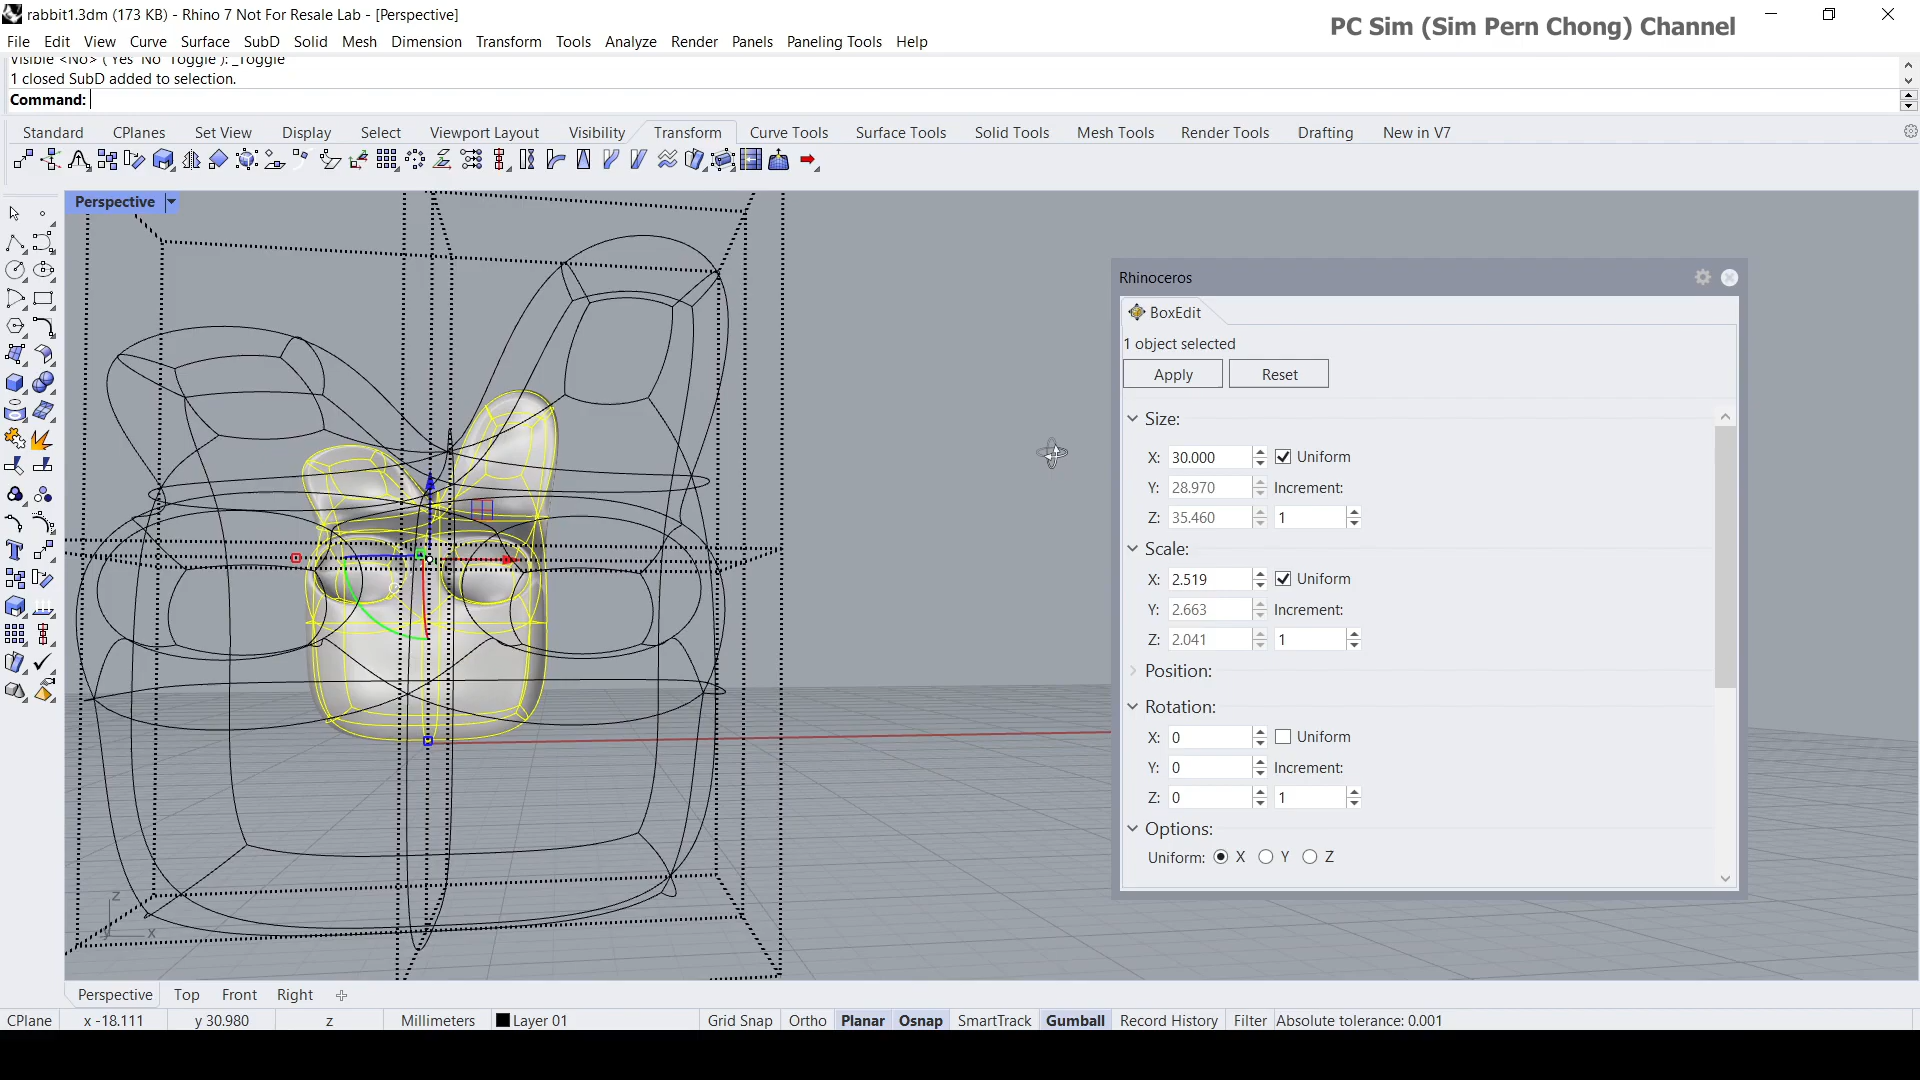 rabbit1.3dm (173 KB) - Rhino 7 Not For Resale Lab - [Perspective]
PC Sim (Sim Pern Chong) Channel
File Edit View Curve Surface SubD Solid Mesh Dimension Transform Tools Analyze Render Panels Paneling Tools Help
Visible <No> ( Yes No Toggle ): _Toggle
1 closed SubD added to selection.
Command:
Standard CPlanes Set View Display Select Viewport Layout Visibility Transform Curve Tools Surface Tools Solid Tools Mesh Tools Render Tools Drafting New in V7
Perspective
Rhinoceros
BoxEdit
1 object selected
Apply Reset
Size:
X: 30.000 Uniform
Y: 28.970 Increment:
Z: 35.460 1
Scale:
X: 2.519 Uniform
Y: 2.663 Increment:
Z: 2.041 1
Position:
Rotation:
X: 0 Uniform
Y: 0 Increment:
Z: 0 1
Options:
Uniform: X Y Z
z
y x
Perspective Top Front Right
CPlane x -18.111 y 30.980 z Millimeters Layer 01 Grid Snap Ortho Planar Osnap SmartTrack Gumball Record History Filter Absolute tolerance: 0.001